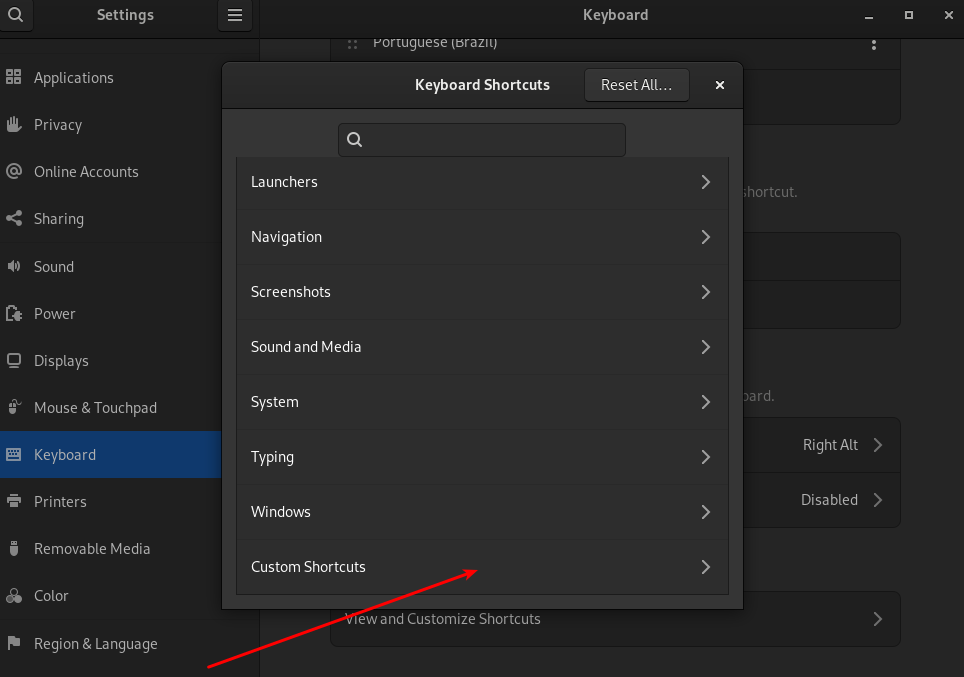 Settings
Keyboard
Portuguese (Brazil)
Applications
Privacy
Online Accounts
Sharing
Sound
Power
Displays
Mouse & Touchpad
Keyboard
Printers
Removable Media
Color
Region & Language
Keyboard Shortcuts
Reset All...
Launchers
Navigation
Screenshots
Sound and Media
System
Typing
Windows
Custom Shortcuts
shortcut.
Right Alt
Disabled
View and Customize Shortcuts